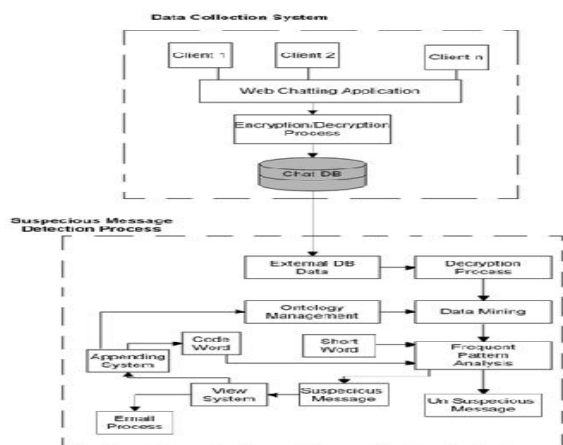 Data Collection System
Client 1
Client 2
Client n
Web Chatting Application
Encryption/Decryption
Process
Chat DB
Suspecious Message
Detection Process
External DB
Data
Decryption
Process
Ontology
Management
Data Mining
Code
Word
Short
Word
Frequent
Pattern
Analysis
Appending
System
View
System
Suspecious
Message
Un Suspecious
Message
Email
Process